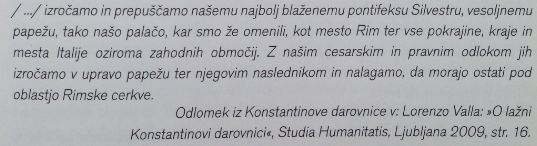 / .../ izročamo in prepuščamo našemu najbolj blaženemu pontifeksu Silvestru, vesoljnemu
papežu, tako našo palačo, kar smo že omenili, kot mesto Rim ter vse pokrajine, kraje in
mesta Italije oziroma zahodnih območij. Z našim cesarskim in pravnim odlokom jih
izročamo v upravo papežu ter njegovim naslednikom in nalagamo, da morajo ostati pod
oblastjo Rimske cerkve.
Odlomek iz Konstantinove darovnice v: Lorenzo Valla: »O lažni
Konstantinovi darovnici«, Studia Humanitatis, Ljubljana 2009, str. 16.